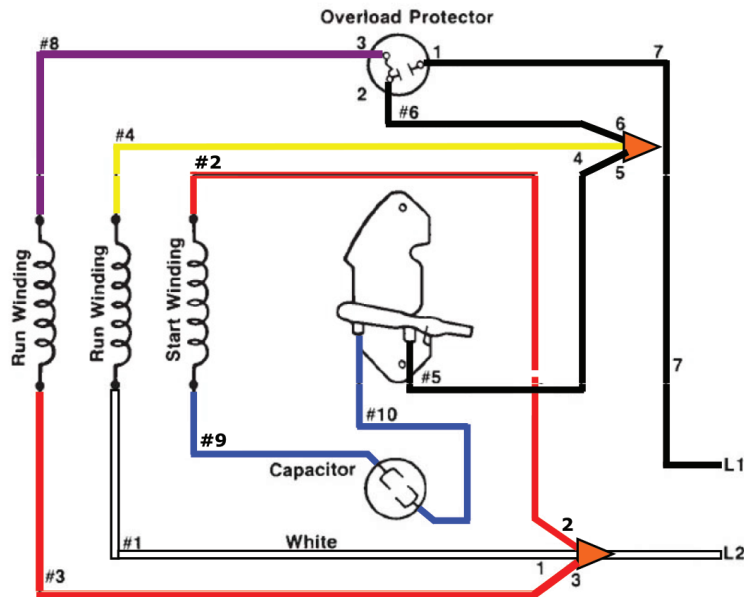 Overload Protector
#8
3
1
7
2
#6
6
#4
4
5
#2
Run Winding
Run Winding
Start Winding
#5
7
#10
#9
Capacitor
L1
2
#1
White
L2
1
3
#3